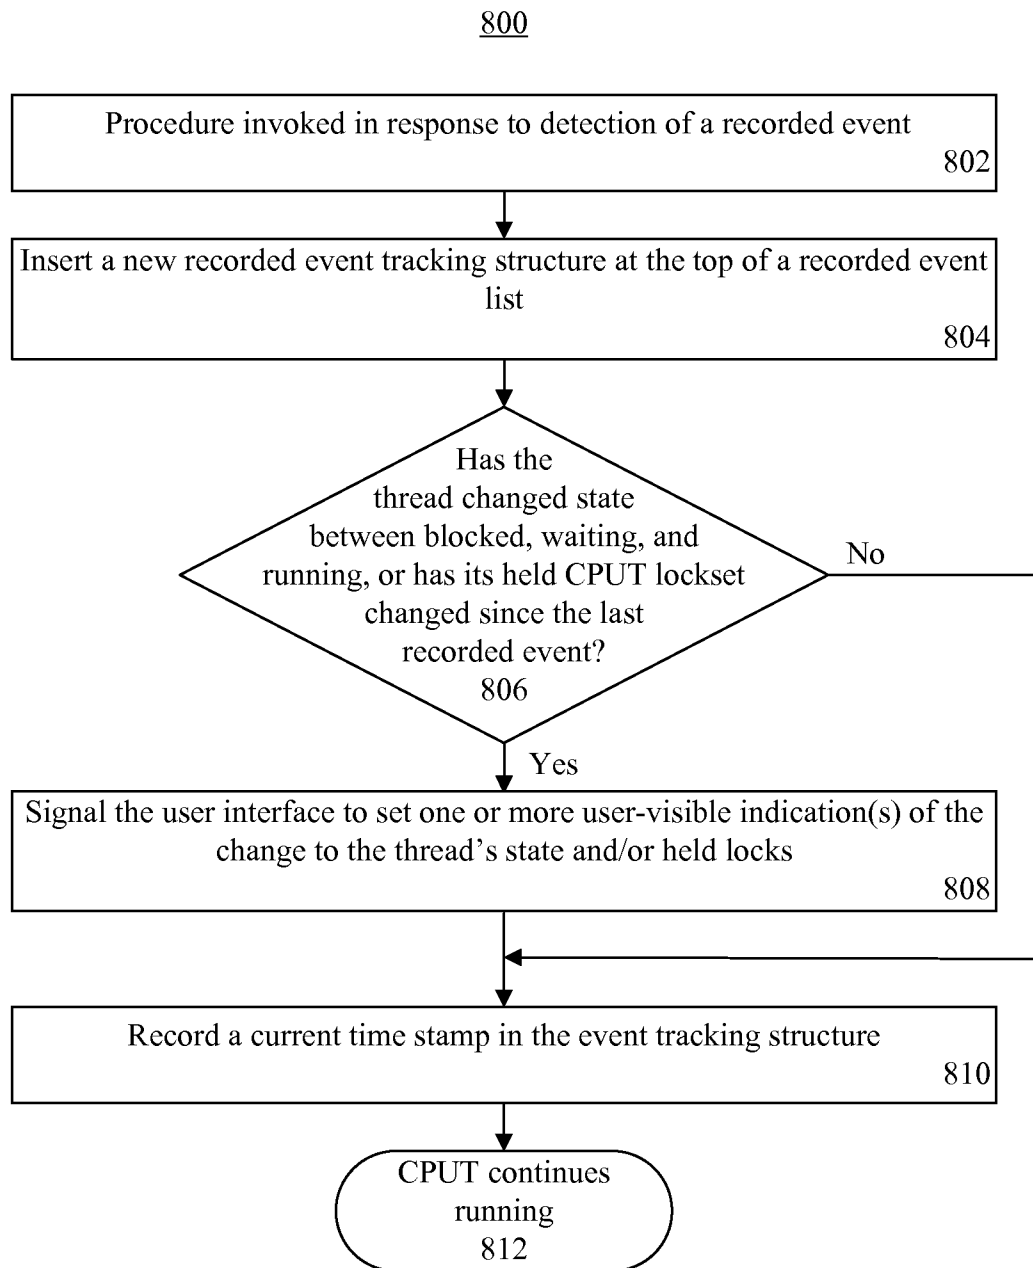 800
Procedure invoked in response to detection of a recorded event
802
Insert a new recorded event tracking structure at the top of a recorded event
list
804
Has the
thread changed state
between blocked, waiting, and
running, or has its held CPUT lockset
changed since the last
recorded event?
806
No
Yes
Signal the user interface to set one or more user-visible indication(s) of the
change to the thread’s state and/or held locks
808
Record a current time stamp in the event tracking structure
810
CPUT continues
running
812